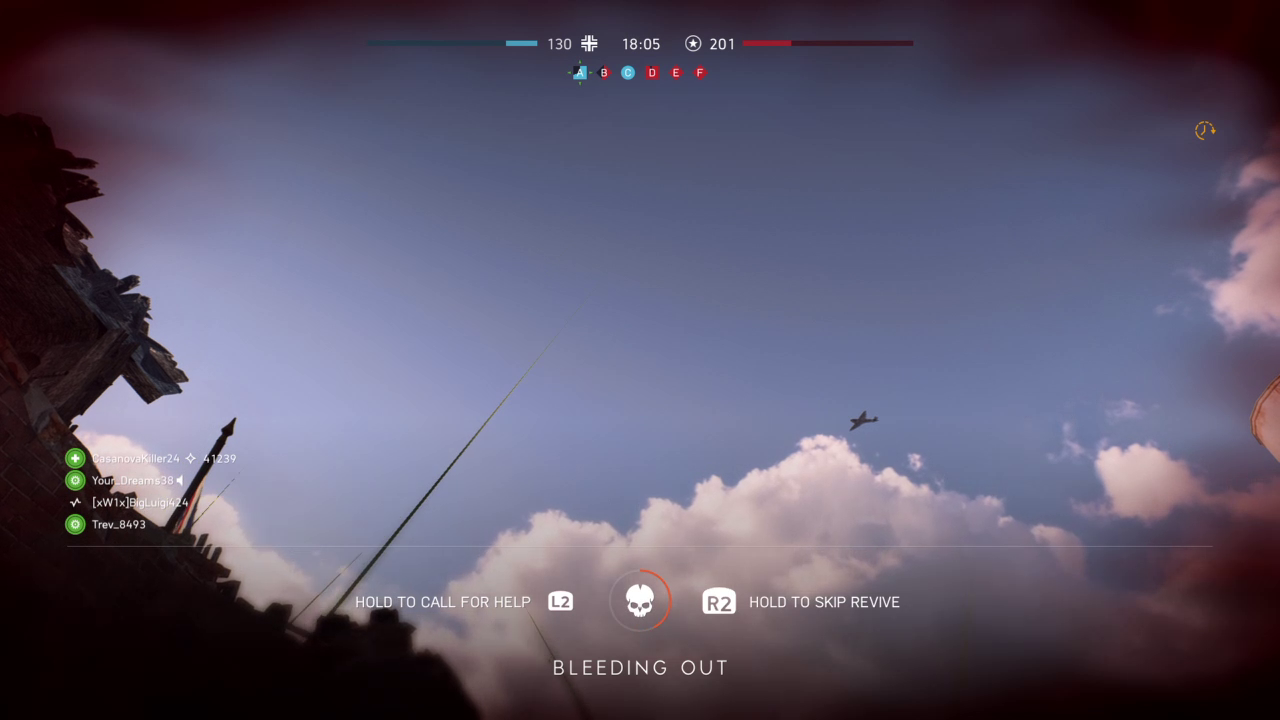 130 18:05 201
A B C D E F
CasanovaKiller24 41239
Your_Dreams38
[xW1x]BigLuigi424
Trev_8493
HOLD TO CALL FOR HELP L2 R2 HOLD TO SKIP REVIVE
BLEEDING OUT